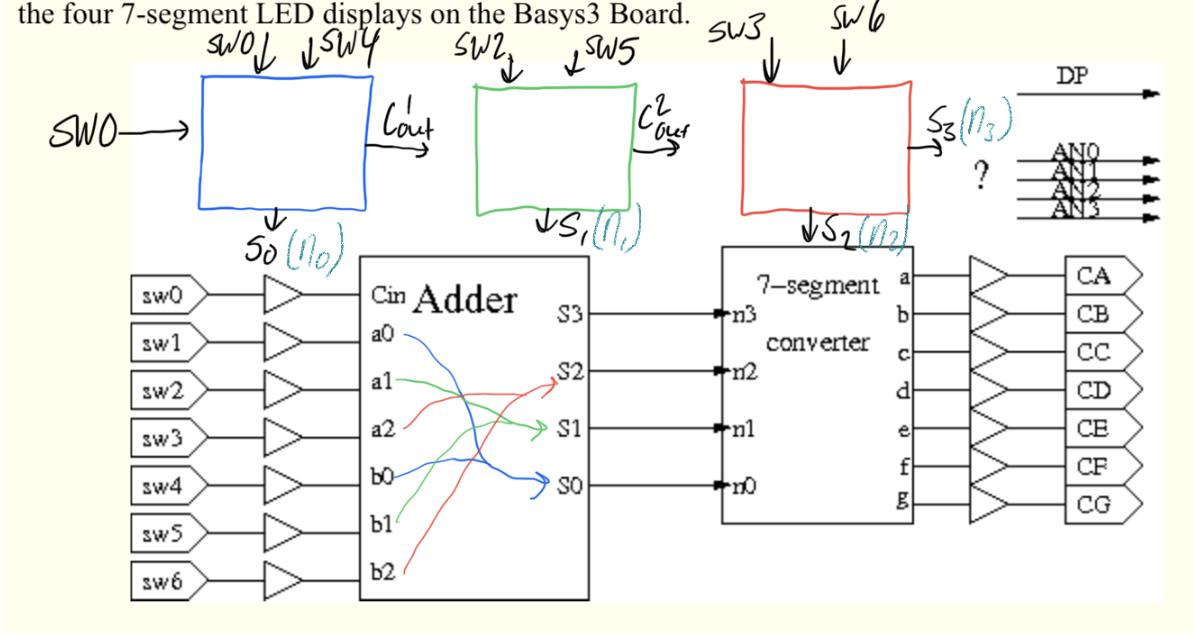 the four 7-segment LED displays on the Basys3 Board.
SW0 SW4 SW2 SW5 SW3 SW6
DP
SW0 C¹out C²out S3(n3)
?
AN0
AN1
AN2
AN3
S0(n0) S1(n1) S2(n2)
sw0 Cin Adder 7-segment a CA
S3 n3 b CB
sw1 a0 converter c CC
sw2 a1 S2 n2 d CD
sw3 a2 S1 n1 e CE
sw4 b0 S0 n0 f CF
sw5 b1 g CG
sw6 b2